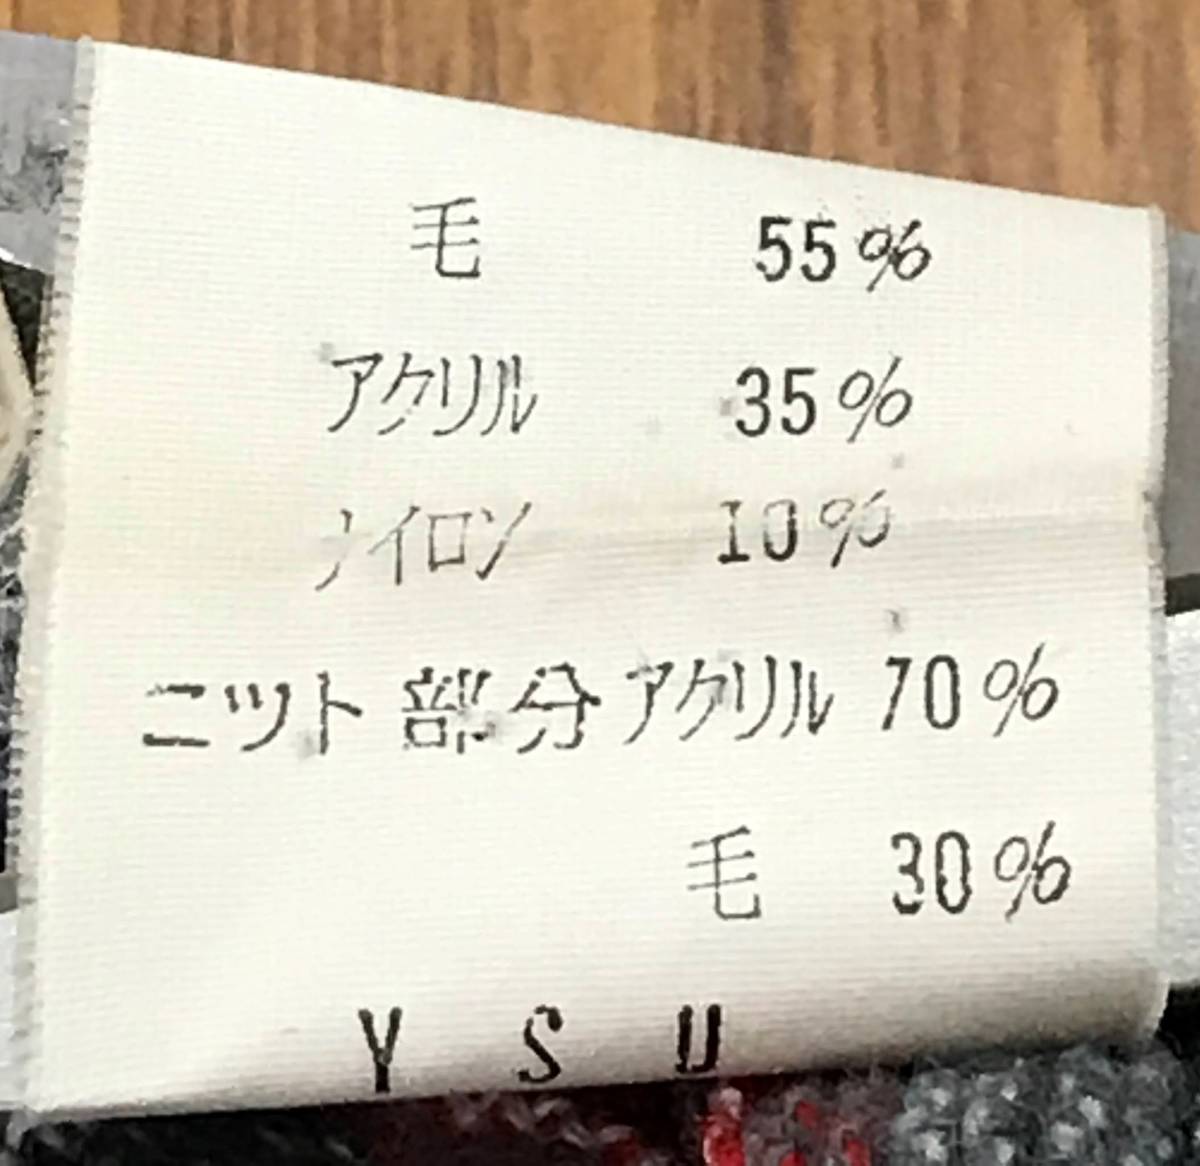 毛 55%
アクリル 35%
ナイロン 10%
ニット部分 アクリル 70%
毛 30%
Y S U